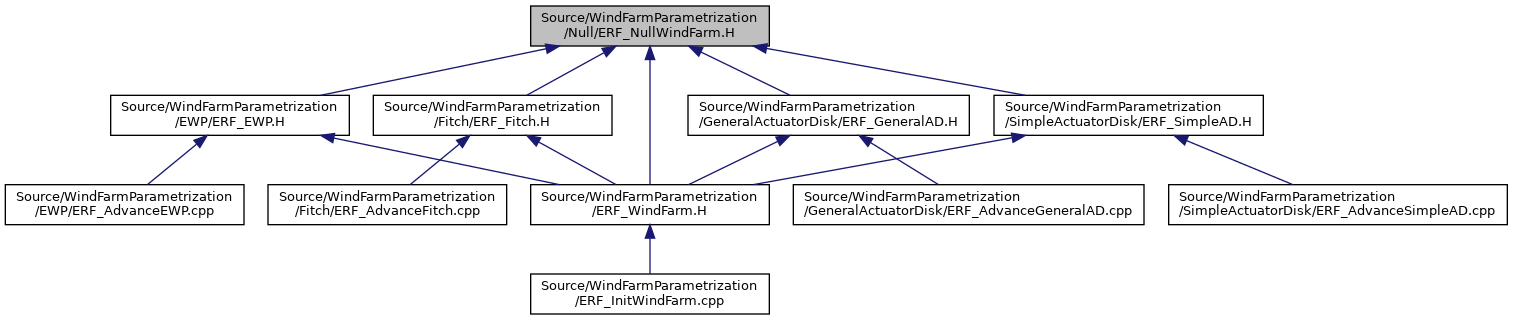 Source/WindFarmParametrization
/Null/ERF_NullWindFarm.H
Source/WindFarmParametrization
/EWP/ERF_EWP.H
Source/WindFarmParametrization
/Fitch/ERF_Fitch.H
Source/WindFarmParametrization
/GeneralActuatorDisk/ERF_GeneralAD.H
Source/WindFarmParametrization
/SimpleActuatorDisk/ERF_SimpleAD.H
Source/WindFarmParametrization
/EWP/ERF_AdvanceEWP.cpp
Source/WindFarmParametrization
/Fitch/ERF_AdvanceFitch.cpp
Source/WindFarmParametrization
/ERF_WindFarm.H
Source/WindFarmParametrization
/GeneralActuatorDisk/ERF_AdvanceGeneralAD.cpp
Source/WindFarmParametrization
/SimpleActuatorDisk/ERF_AdvanceSimpleAD.cpp
Source/WindFarmParametrization
/ERF_InitWindFarm.cpp